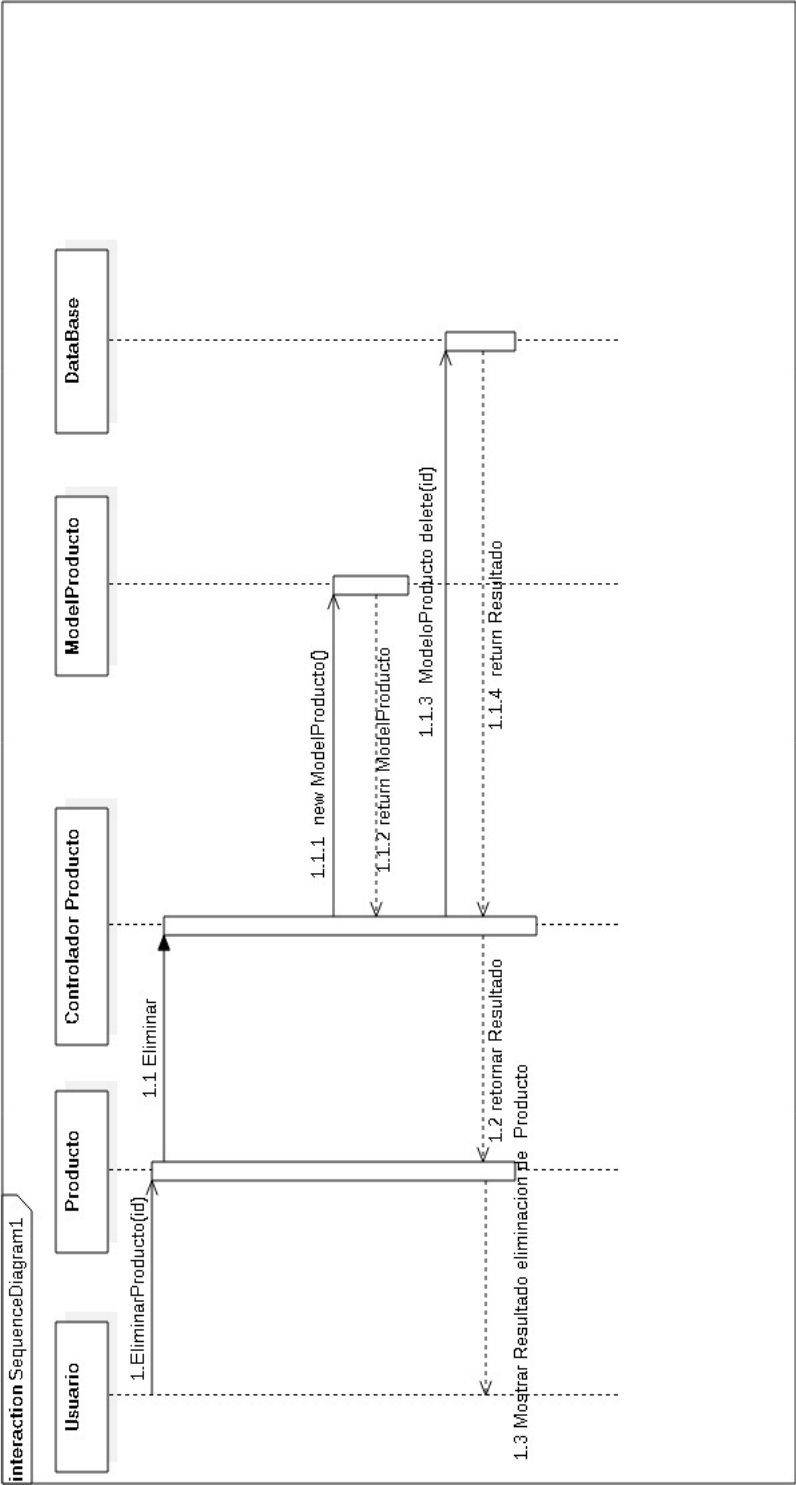 interaction SequenceDiagram1
Usuario
Producto
Controlador Producto
ModelProducto
DataBase
1.EliminarProducto(id)
1.1 Eliminar
1.1.1 new ModelProducto()
1.1.2 return ModelProducto
1.1.3 ModeloProducto delete(id)
1.1.4 return Resultado
1.2 retornar Resultado
1.3 Mostrar Resultado eliminacion de Producto